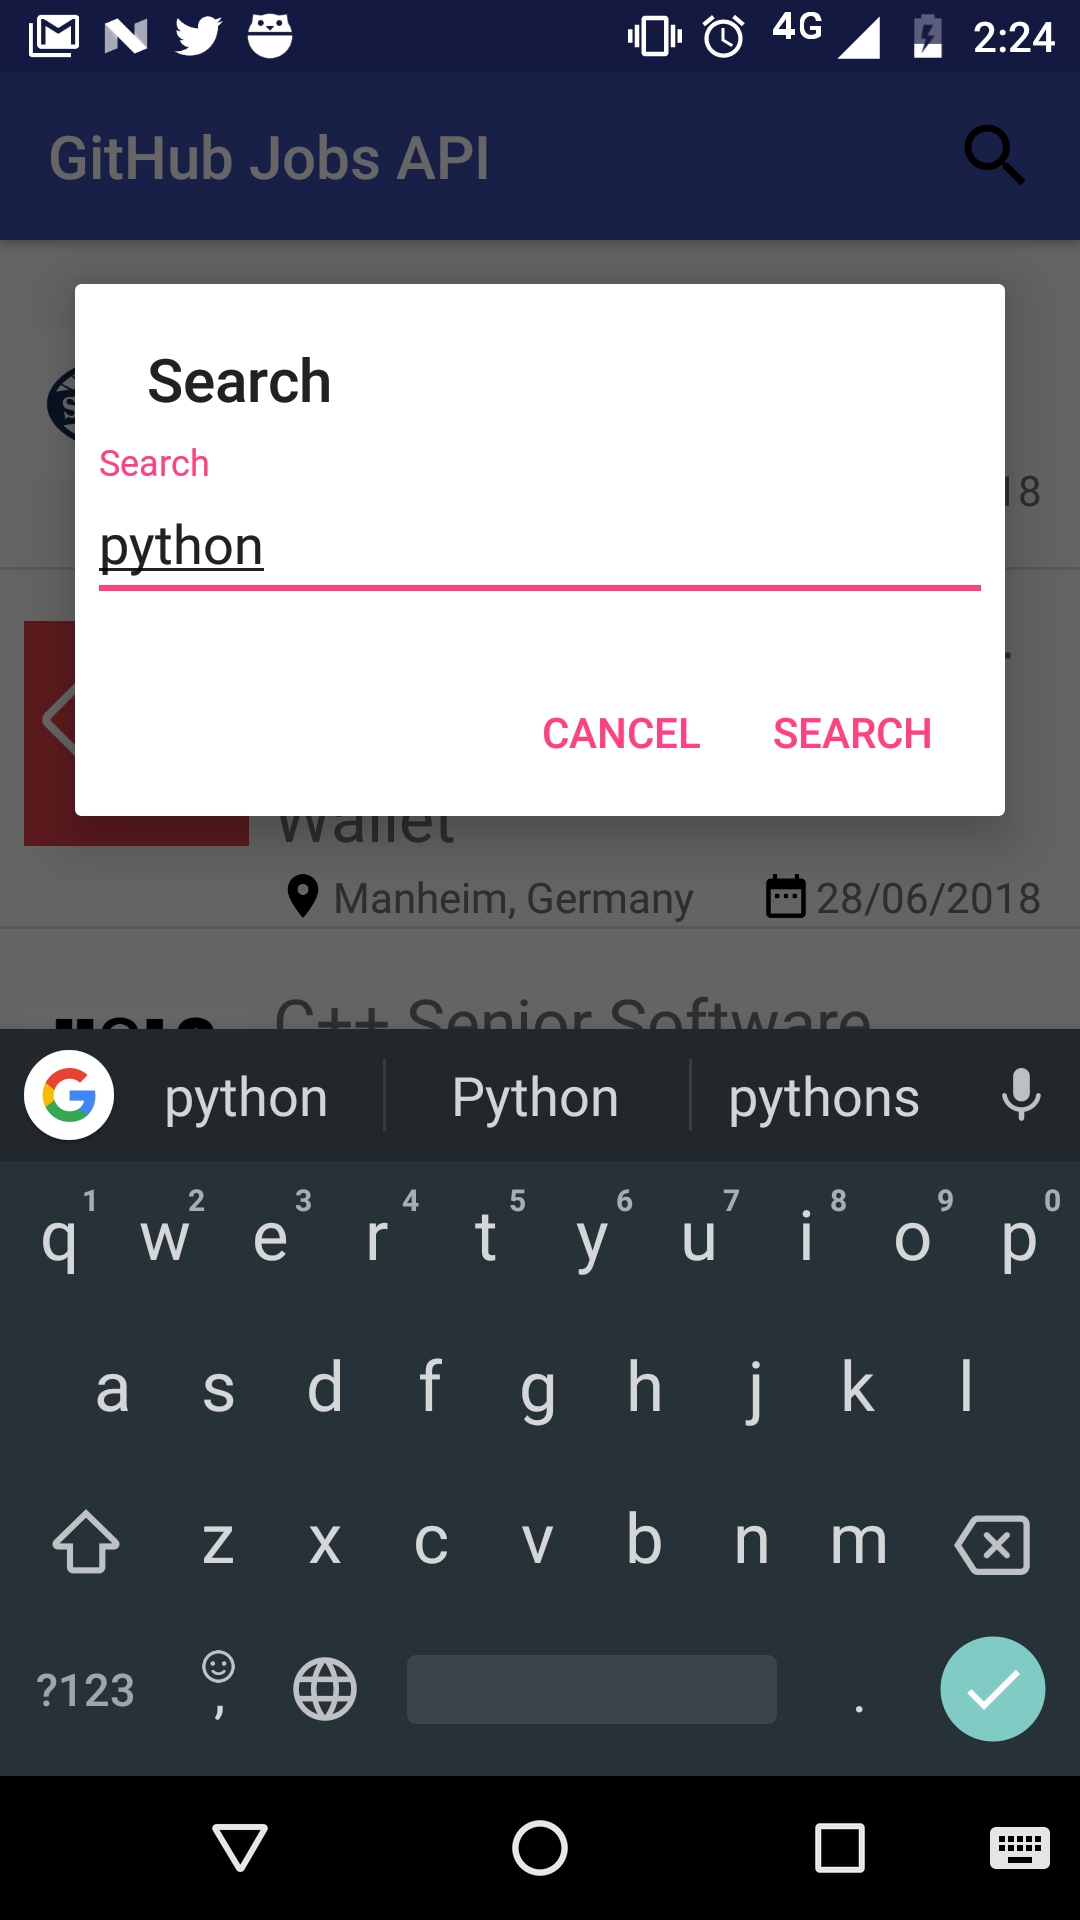 4G 2:24
GitHub Jobs API
Search
Search
python
18
CANCEL SEARCH
Wallet
Manheim, Germany 28/06/2018
C++ Senior Software
python Python pythons
1 2 3 4 5 6 7 8 9 0
q w e r t y u i o p
a s d f g h j k l
z x c v b n m
?123 , .